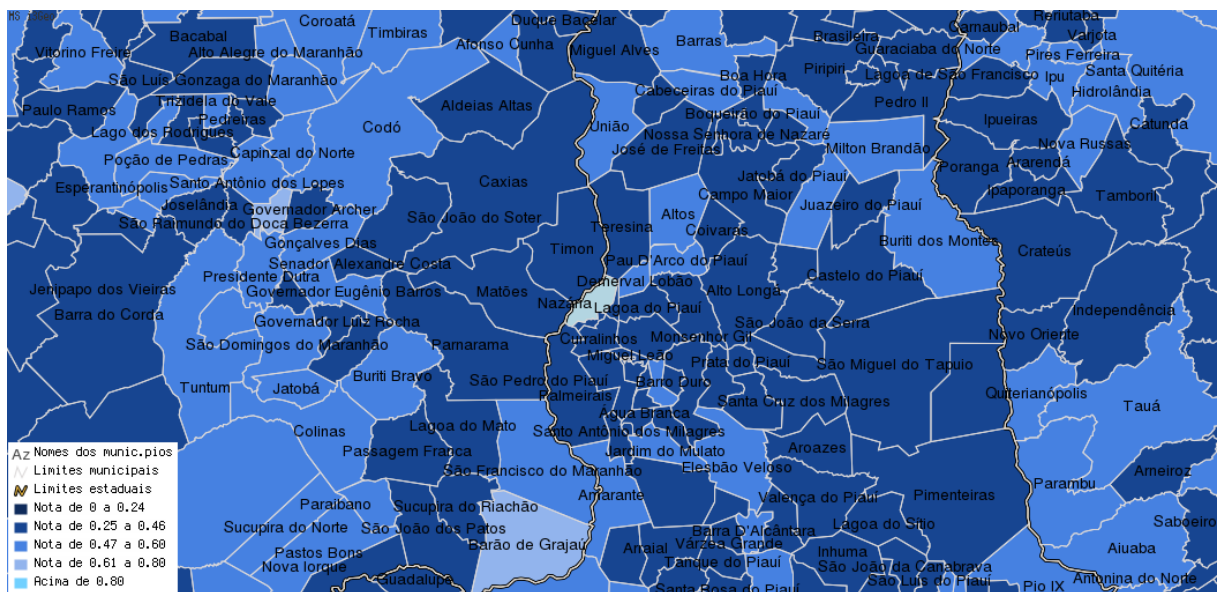 Coroatá
Duque Bacelar
Carnaubal
Reriutaba
Bacabal
Timbiras
Barras
Brasileira
Varjota
Vitorino Freire
Alto Alegre do Maranhão
Afonso Cunha
Miguel Alves
Guaraciaba do Norte
Pires Ferreira
São Luís Gonzaga do Maranhão
Boa Hora
Piripiri
Lagoa de São Francisco
Ipu
Santa Quitéria
Cabeceiras do Piauí
Hidrolândia
Paulo Ramos
Trizidela do Vale
Aldeias Altas
Pedro II
Pedreiras
Boqueirão do Piauí
Ipueiras
Catunda
Lago dos Rodrigues
Codó
União
Nossa Senhora de Nazaré
Capinzal do Norte
José de Freitas
Milton Brandão
Nova Russas
Poção de Pedras
Ararendá
Poranga
Esperantinópolis
Santo Antônio dos Lopes
Caxias
Jatobá do Piauí
Ipaporanga
Campo Maior
Tamboril
Joselândia
Governador Archer
Juazeiro do Piauí
São Raimundo do Doca Bezerra
São João do Soter
Altos
Teresina
Coivaras
Gonçalves Dias
Buriti dos Montes
Timon
Crateús
Senador Alexandre Costa
Pau D'Arco do Piauí
Presidente Dutra
Castelo do Piauí
Demerval Lobão
Jenipapo dos Vieiras
Governador Eugênio Barros
Matões
Alto Longá
Nazária
Lagoa do Piauí
Barra do Corda
Independência
Governador Luiz Rocha
São João da Serra
Novo Oriente
São Domingos do Maranhão
Parnarama
Curralinhos
Monsenhor Gil
Miguel Leão
Prata do Piauí
São Miguel do Tapuio
Buriti Bravo
São Pedro do Piauí
Barro Duro
Tuntum
Jatobá
Quiterianópolis
Palmeirais
Santa Cruz dos Milagres
Tauá
Água Branca
Lagoa do Mato
Colinas
Santo Antônio dos Milagres
Passagem Franca
Jardim do Mulato
Aroazes
Az Nomes dos munic.pios
Limites municipais
São Francisco do Maranhão
Elesbão Veloso
Arneiroz
Limites estaduais
Amarante
Valença do Piauí
Pimenteiras
Parambu
Nota de 0 a 0.24
Paraibano
Sucupira do Riachão
Nota de 0.25 a 0.46
Sucupira do Norte
São João dos Patos
Barra D'Alcântara
Lagoa do Sítio
Saboeiro
Nota de 0.47 a 0.60
Pastos Bons
Barão de Grajaú
Arraial
Várzea Grande
Inhuma
Aiuaba
Nota de 0.61 a 0.80
Nova Iorque
Tanque do Piauí
São João da Canabrava
Acima de 0.80
Guadalupe
Santa Rosa do Piauí
São Luis do Piauí
Pio IX
Antonina do Norte